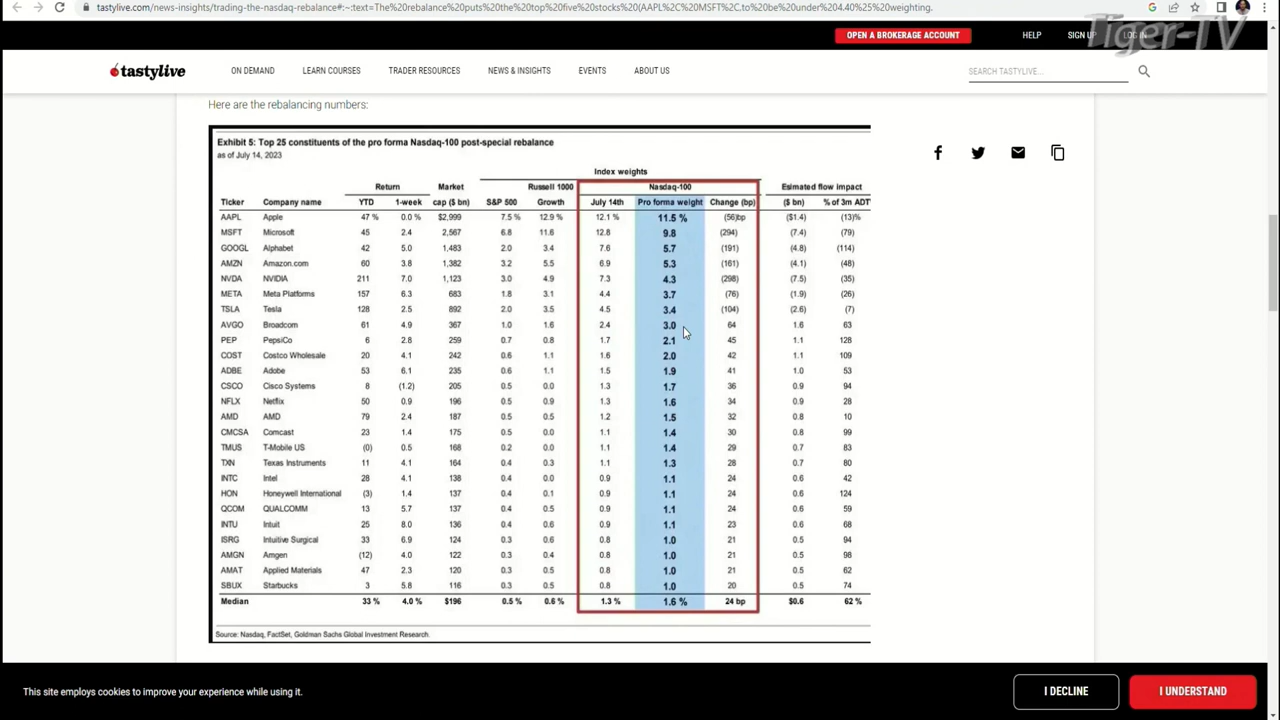 tastylive.com/news-insights/trading-the-nasdaq-rebalance#:~:text=The%20rebalance%20puts%20the%20top%20five%20stocks%20(AAPL%2C%20MSFT%2C,to%20be%20under%204.40%25%20weighting.
Tiger-TV
OPEN A BROKERAGE ACCOUNT HELP SIGN UP LOG IN
tastylive ON DEMAND LEARN COURSES TRADER RESOURCES NEWS & INSIGHTS EVENTS ABOUT US SEARCH TASTYLIVE...
Here are the rebalancing numbers:
Exhibit 5: Top 25 constituents of the pro forma Nasdaq-100 post-special rebalance
as of July 14, 2023
Index weights
Return Market Russell 1000 Nasdaq-100 Esimated flow impact
Ticker Company name YTD 1-week cap ($ bn) S&P 500 Growth July 14th Pro forma weight Change (bp) ($ bn) % of 3m ADT
AAPL Apple 47 % 0.0 % $2,999 7.5 % 12.9 % 12.1 % 11.5 % (56)bp ($1.4) (13)%
MSFT Microsoft 45 2.4 2,567 6.8 11.6 12.8 9.8 (294) (7.4) (79)
GOOGL Alphabet 42 5.0 1,483 2.0 3.4 7.6 5.7 (191) (4.8) (114)
AMZN Amazon.com 60 3.8 1,382 3.2 5.5 6.9 5.3 (161) (4.1) (48)
NVDA NVIDIA 211 7.0 1,123 3.0 4.9 7.3 4.3 (298) (7.5) (35)
META Meta Platforms 157 6.3 683 1.8 3.1 4.4 3.7 (76) (1.9) (26)
TSLA Tesla 128 2.5 892 2.0 3.5 4.5 3.4 (104) (2.6) (7)
AVGO Broadcom 61 4.9 367 1.0 1.6 2.4 3.0 64 1.6 63
PEP PepsiCo 6 2.8 259 0.7 0.8 1.7 2.1 45 1.1 128
COST Costco Wholesale 20 4.1 242 0.6 1.1 1.6 2.0 42 1.1 109
ADBE Adobe 53 6.1 235 0.6 1.1 1.5 1.9 41 1.0 53
CSCO Cisco Systems 8 (1.2) 205 0.5 0.0 1.3 1.7 36 0.9 94
NFLX Netflix 50 0.9 196 0.5 0.9 1.3 1.6 34 0.9 28
AMD AMD 79 2.4 187 0.5 0.5 1.2 1.5 32 0.8 10
CMCSA Comcast 23 1.4 175 0.5 0.0 1.1 1.4 30 0.8 99
TMUS T-Mobile US (0) 0.5 168 0.2 0.0 1.1 1.4 29 0.7 83
TXN Texas Instruments 11 4.1 164 0.4 0.3 1.1 1.3 28 0.7 80
INTC Intel 28 4.1 138 0.4 0.0 0.9 1.1 24 0.6 42
HON Honeywell International (3) 1.4 137 0.4 0.1 0.9 1.1 24 0.6 124
QCOM QUALCOMM 13 5.7 137 0.4 0.5 0.9 1.1 24 0.6 59
INTU Intuit 25 8.0 136 0.4 0.6 0.9 1.1 23 0.6 68
ISRG Intuitive Surgical 33 6.9 124 0.3 0.6 0.8 1.0 21 0.5 94
AMGN Amgen (12) 4.0 122 0.3 0.4 0.8 1.0 21 0.5 98
AMAT Applied Materials 47 2.3 120 0.3 0.5 0.8 1.0 21 0.5 62
SBUX Starbucks 3 5.8 116 0.3 0.5 0.8 1.0 20 0.5 74
Median 33 % 4.0 % $196 0.5 % 0.6 % 1.3 % 1.6 % 24 bp $0.6 62 %
Source: Nasdaq, FactSet, Goldman Sachs Global Investment Research.
This site employs cookies to improve your experience while using it. I DECLINE I UNDERSTAND